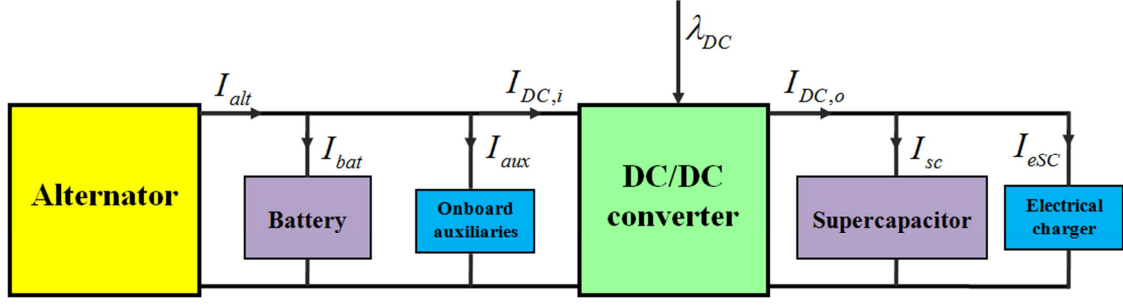 λ_DC
I_alt
I_DC,i
I_DC,o
I_bat
I_aux
I_sc
I_eSC
Alternator
Battery
Onboard
auxiliaries
DC/DC
converter
Supercapacitor
Electrical
charger